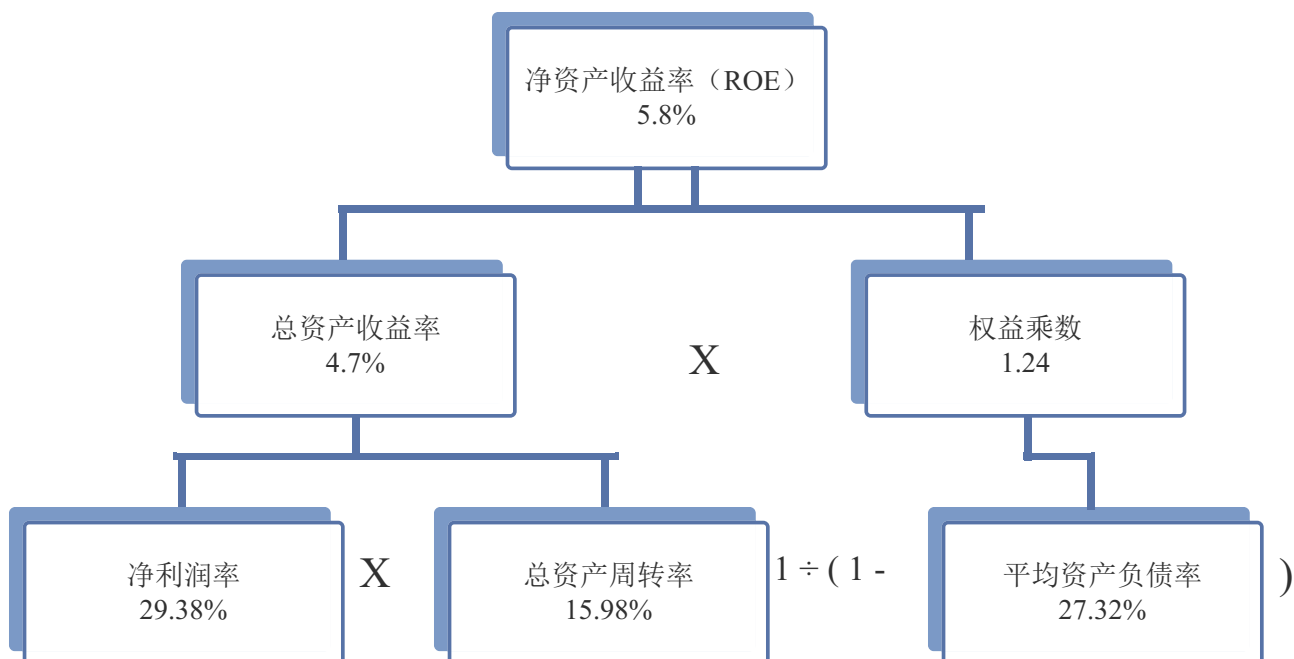 净资产收益率（ROE）
5.8%
总资产收益率
4.7%
X
权益乘数
1.24
净利润率
29.38%
X
总资产周转率
15.98%
1 ÷ ( 1 -
平均资产负债率
27.32%
)